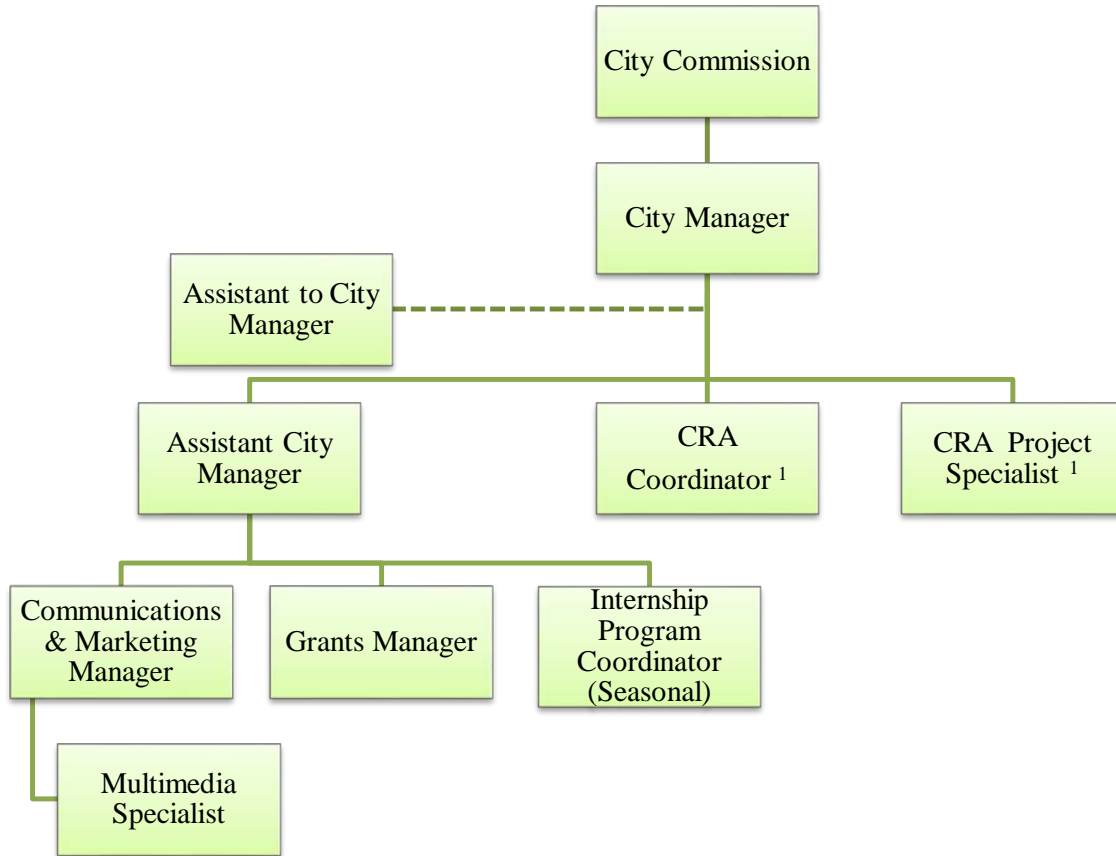 City Commission
City Manager
Assistant to City
Manager
Assistant City
Manager
CRA
Coordinator 1
CRA Project
Specialist 1
Communications
& Marketing
Manager
Grants Manager
Internship
Program
Coordinator
(Seasonal)
Multimedia
Specialist